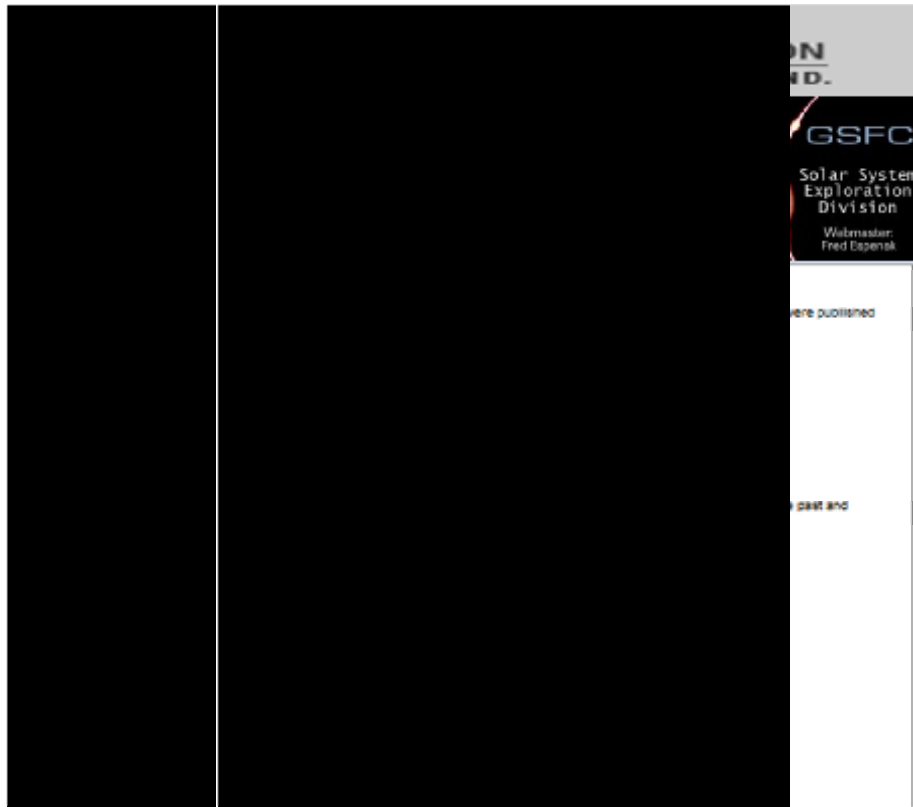 ON
ND.
GSFC
Solar System
Exploration
Division
Webmaster:
Fred Espenak
were published
past and